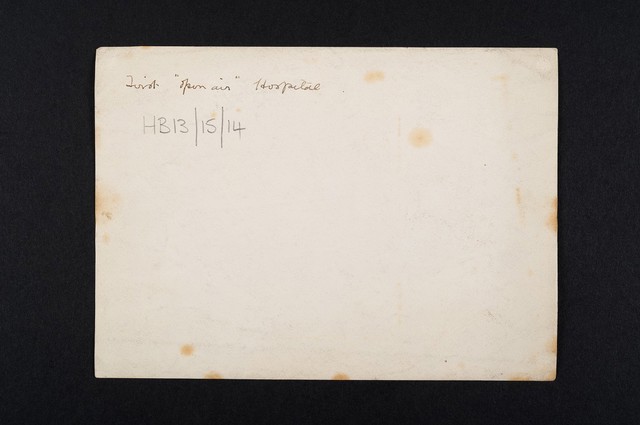 First "Open air" Hospital
HB13/15/14